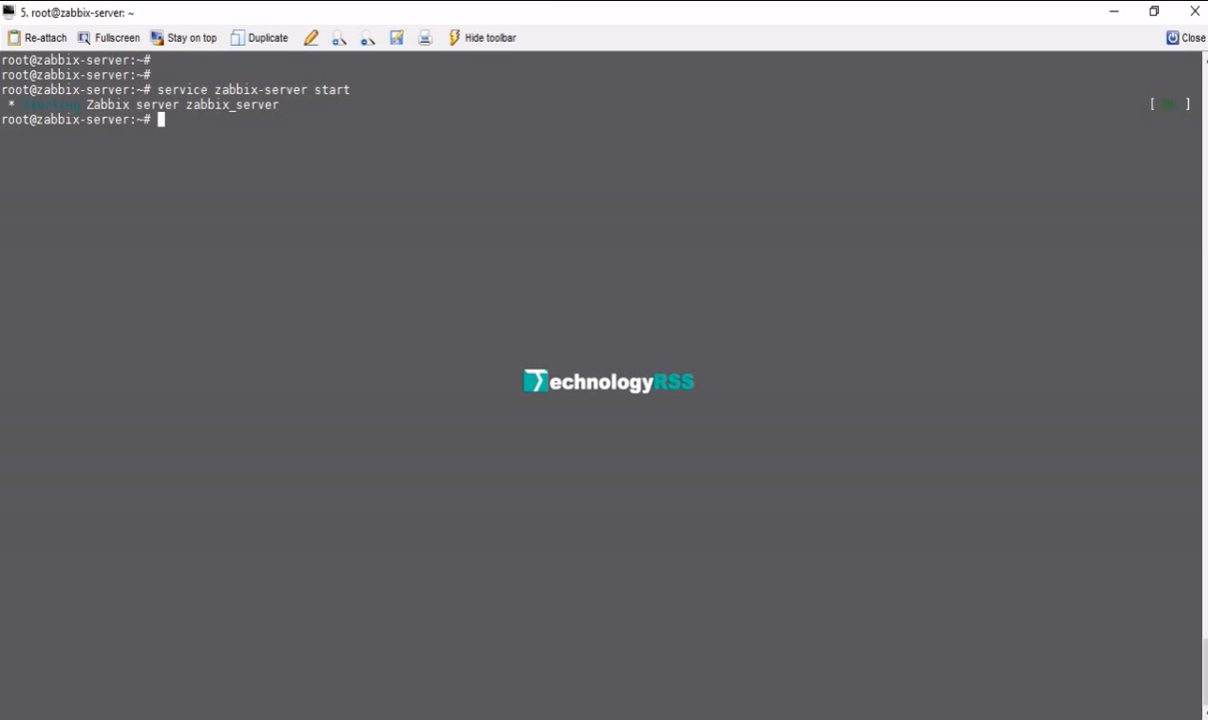 5. root@zabbix-server: ~
Re-attach Fullscreen Stay on top Duplicate Hide toolbar Close
root@zabbix-server:~#
root@zabbix-server:~#
root@zabbix-server:~# service zabbix-server start
* Starting Zabbix server zabbix_server [ ]
root@zabbix-server:~#
TechnologyRSS